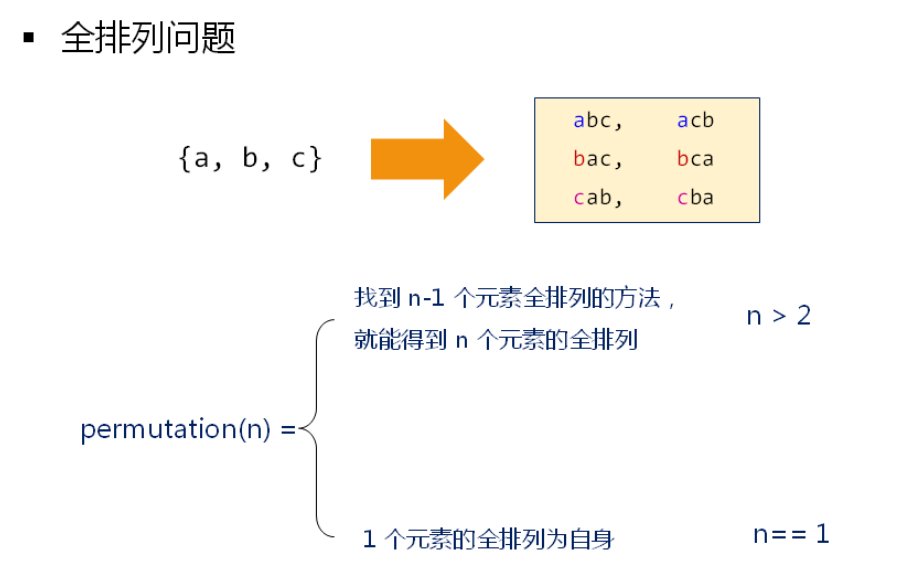 ▪ 全排列问题
{a, b, c}
abc, acb
bac, bca
cab, cba
找到 n-1 个元素全排列的方法，
就能得到 n 个元素的全排列
n > 2
permutation(n) =
1 个元素的全排列为自身
n== 1